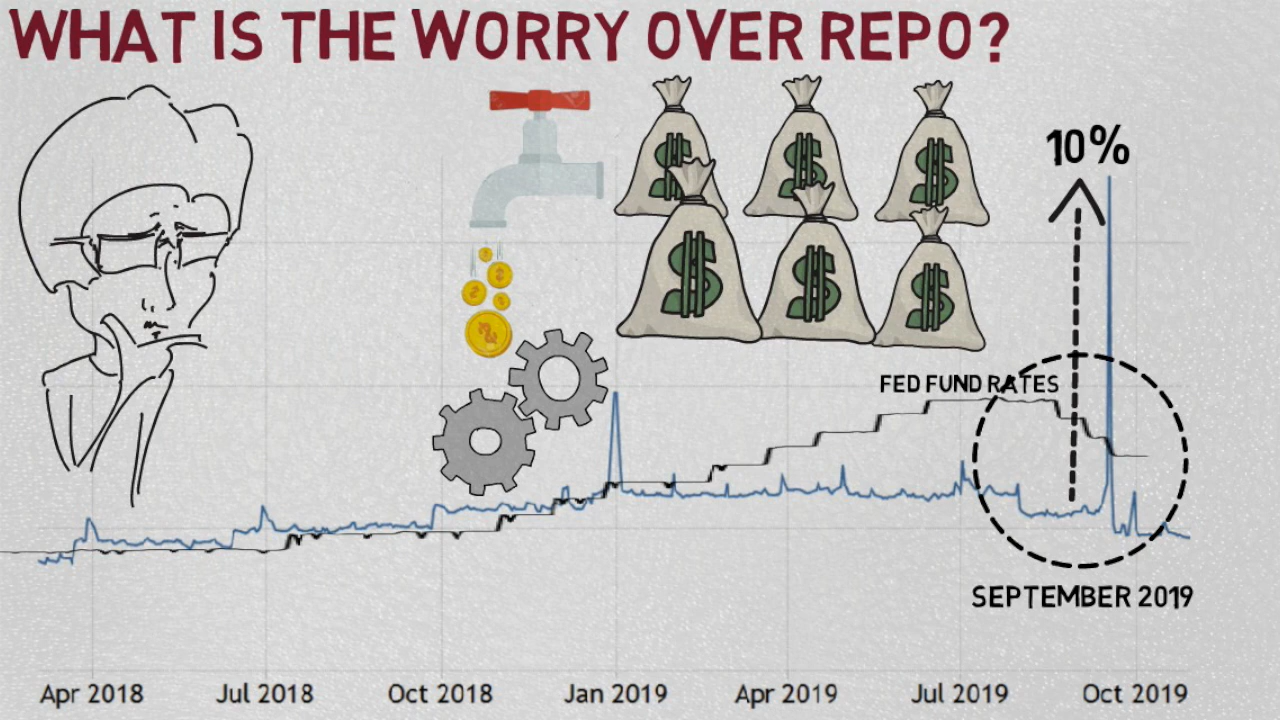 WHAT IS THE WORRY OVER REPO?
10%
FED FUND RATES
SEPTEMBER 2019
Apr 2018 Jul 2018 Oct 2018 Jan 2019 Apr 2019 Jul 2019 Oct 2019